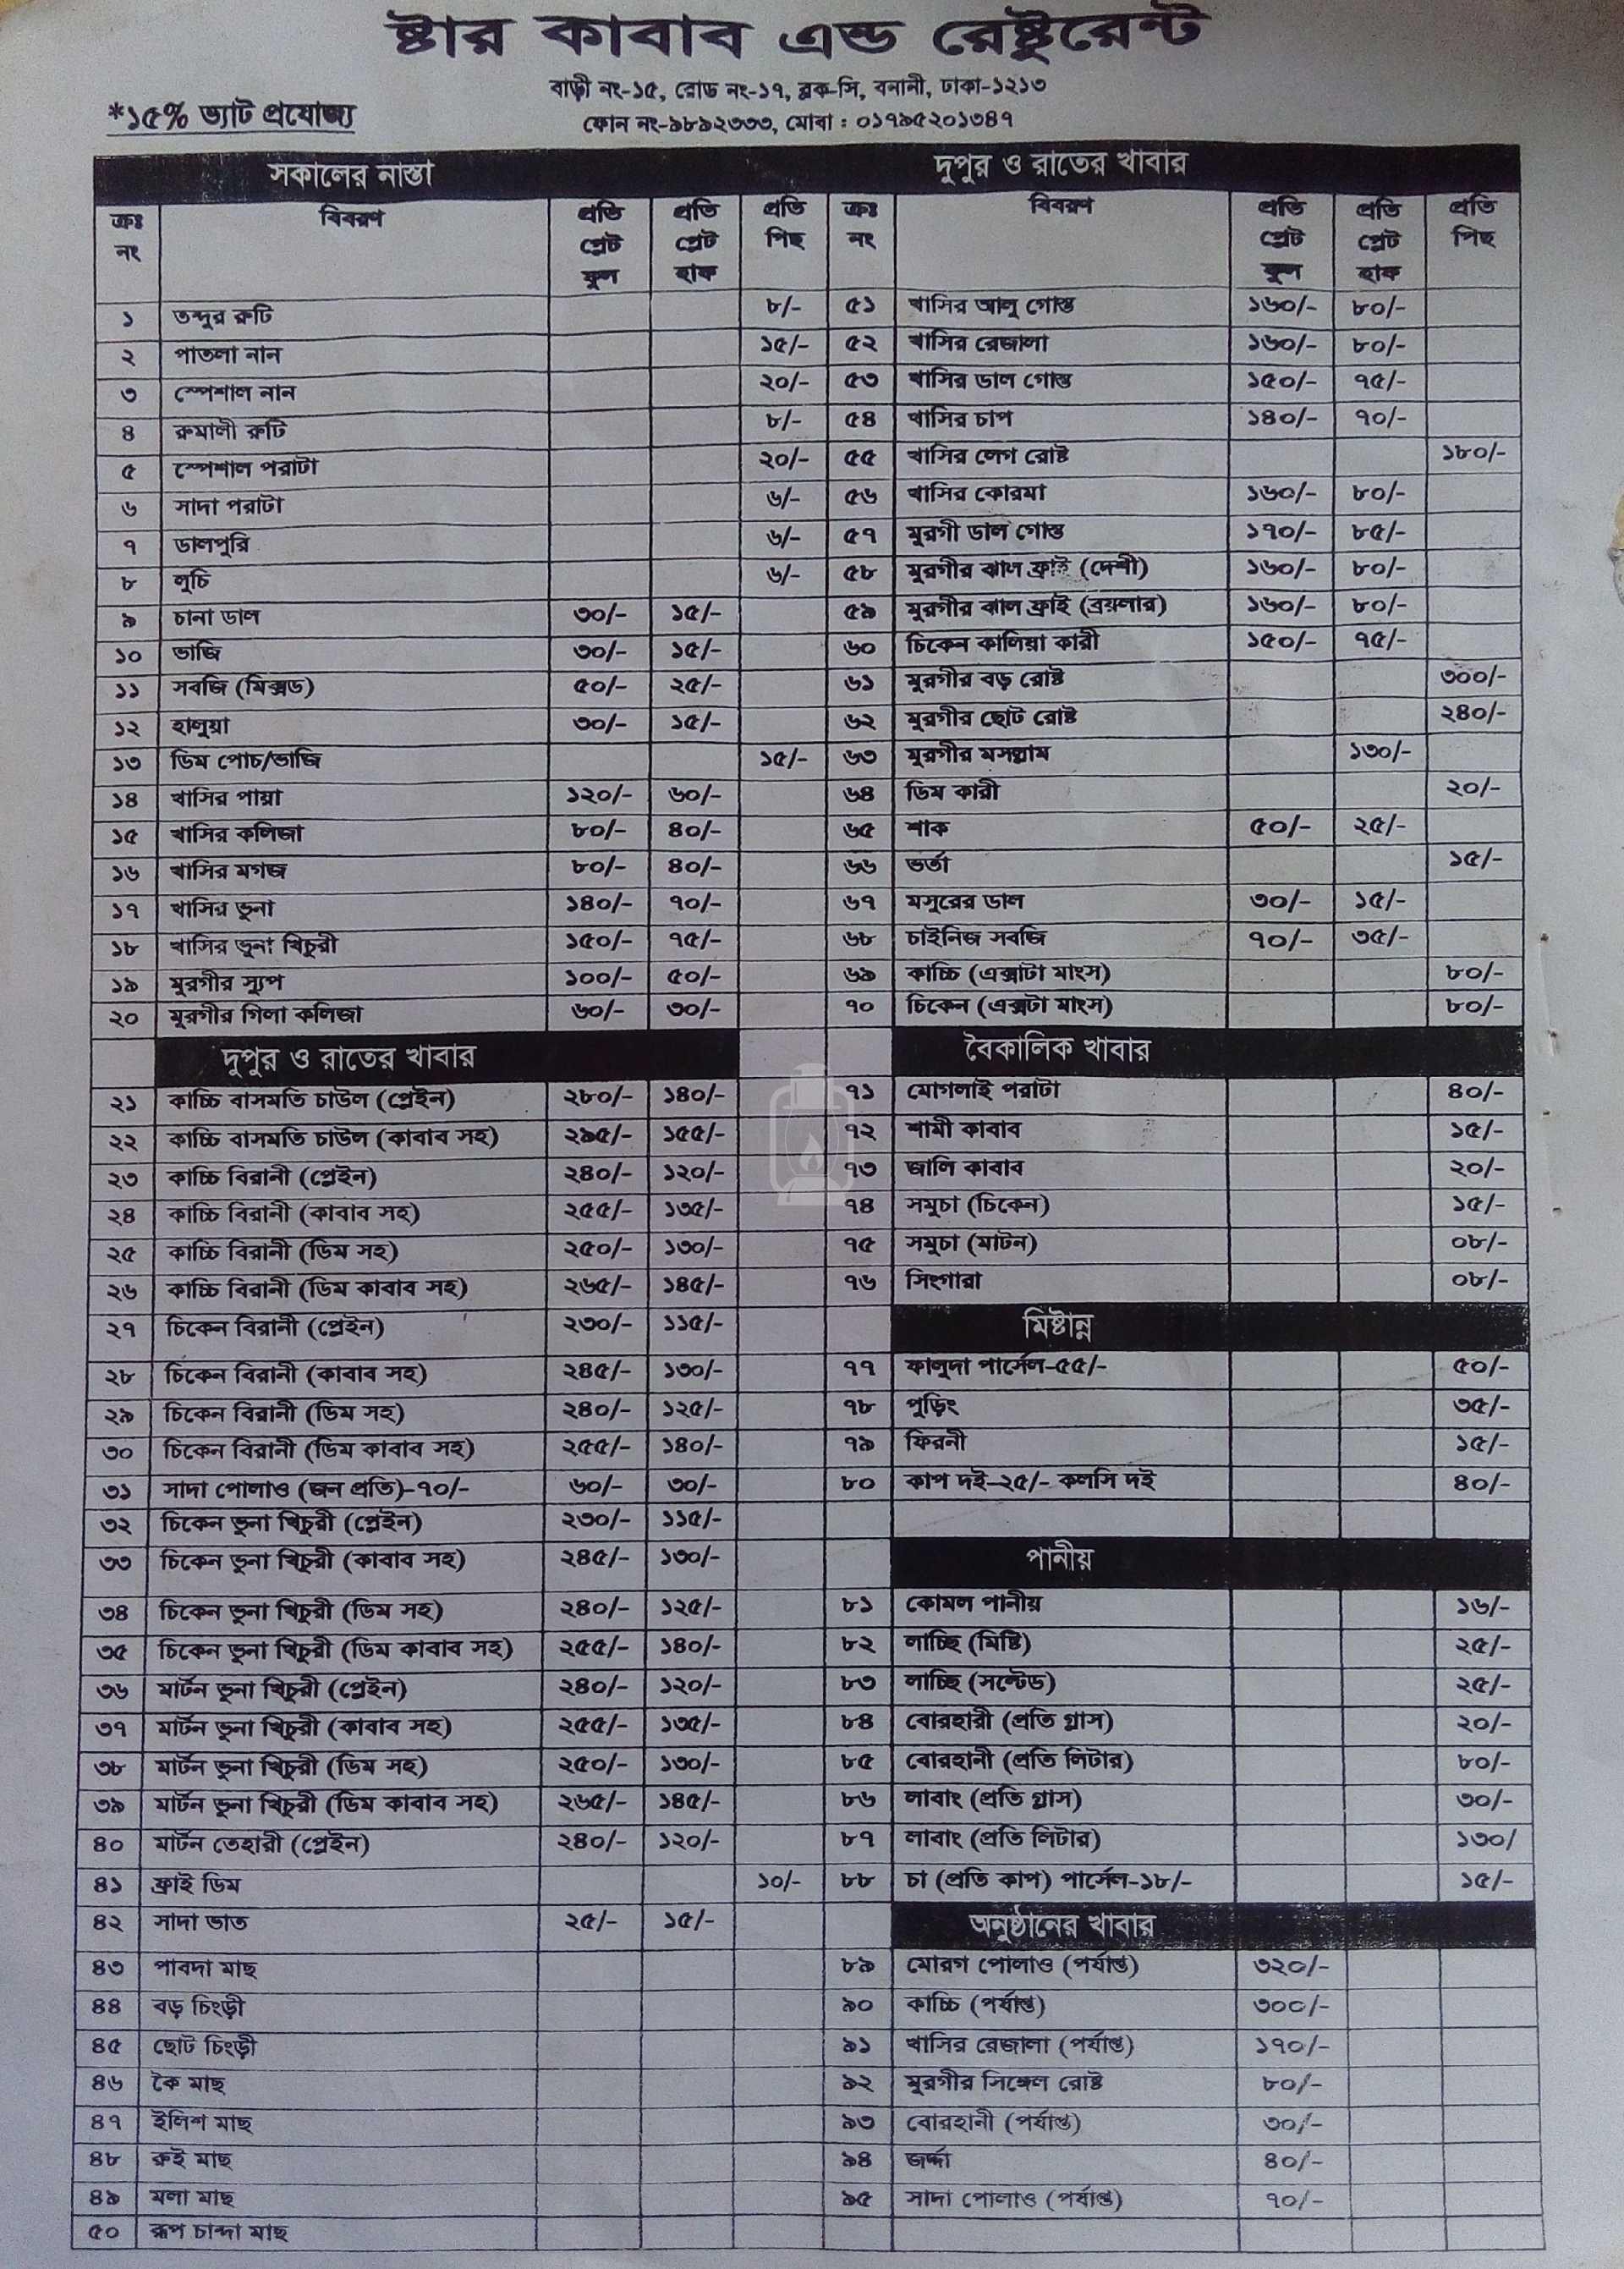 ষ্টার কাবাব এন্ড রেষ্টুরেন্ট
বাড়ী নং-১৫, রোড নং-১৭, ব্লক-সি, বনানী, ঢাকা-১২১৩
*১৫% ভ্যাট প্রযোজ্য
ফোন নং-৯৮৯২৩৩৩, মোবা : ০১৭৯৫২০১৩৪৭
সকালের নাস্তা
ক্রঃ নং বিবরণ প্রতি প্লেট ফুল প্রতি প্লেট হাফ প্রতি পিছ
১ তন্দুর রুটি ৮/-
২ পাতলা নান ১৫/-
৩ স্পেশাল নান ২০/-
৪ রুমালী রুটি ৮/-
৫ স্পেশাল পরাটা ২০/-
৬ সাদা পরাটা ৬/-
৭ ডালপুরি ৬/-
৮ লুচি ৬/-
৯ চানা ডাল ৩০/- ১৫/-
১০ ভাজি ৩০/- ১৫/-
১১ সবজি (মিক্সড) ৫০/- ২৫/-
১২ হালুয়া ৩০/- ১৫/-
১৩ ডিম পোচ/ভাজি ১৫/-
১৪ খাসির পায়া ১২০/- ৬০/-
১৫ খাসির কলিজা ৮০/- ৪০/-
১৬ খাসির মগজ ৮০/- ৪০/-
১৭ খাসির ভুনা ১৪০/- ৭০/-
১৮ খাসির ভুনা খিচুরী ১৫০/- ৭৫/-
১৯ মুরগীর স্যুপ ১০০/- ৫০/-
২০ মুরগীর গিলা কলিজা ৬০/- ৩০/-
দুপুর ও রাতের খাবার
২১ কাচ্চি বাসমতি চাউল (প্লেইন) ২৮০/- ১৪০/-
২২ কাচ্চি বাসমতি চাউল (কাবাব সহ) ২৯৫/- ১৫৫/-
২৩ কাচ্চি বিরানী (প্লেইন) ২৪০/- ১২০/-
২৪ কাচ্চি বিরানী (কাবাব সহ) ২৫৫/- ১৩৫/-
২৫ কাচ্চি বিরানী (ডিম সহ) ২৫০/- ১৩০/-
২৬ কাচ্চি বিরানী (ডিম কাবাব সহ) ২৬৫/- ১৪৫/-
২৭ চিকেন বিরানী (প্লেইন) ২৩০/- ১১৫/-
২৮ চিকেন বিরানী (কাবাব সহ) ২৪৫/- ১৩০/-
২৯ চিকেন বিরানী (ডিম সহ) ২৪০/- ১২৫/-
৩০ চিকেন বিরানী (ডিম কাবাব সহ) ২৫৫/- ১৪০/-
৩১ সাদা পোলাও (জন প্রতি)-৭০/- ৬০/- ৩০/-
৩২ চিকেন ভুনা খিচুরী (প্লেইন) ২৩০/- ১১৫/-
৩৩ চিকেন ভুনা খিচুরী (কাবাব সহ) ২৪৫/- ১৩০/-
৩৪ চিকেন ভুনা খিচুরী (ডিম সহ) ২৪০/- ১২৫/-
৩৫ চিকেন ভুনা খিচুরী (ডিম কাবাব সহ) ২৫৫/- ১৪০/-
৩৬ মার্টন ভুনা খিচুরী (প্লেইন) ২৪০/- ১২০/-
৩৭ মার্টন ভুনা খিচুরী (কাবাব সহ) ২৫৫/- ১৩৫/-
৩৮ মার্টন ভুনা খিচুরী (ডিম সহ) ২৫০/- ১৩০/-
৩৯ মার্টন ভুনা খিচুরী (ডিম কাবাব সহ) ২৬৫/- ১৪৫/-
৪০ মার্টন তেহারী (প্লেইন) ২৪০/- ১২০/-
৪১ ফ্রাই ডিম ১০/-
৪২ সাদা ভাত ২৫/- ১৫/-
৪৩ পাবদা মাছ
৪৪ বড় চিংড়ী
৪৫ ছোট চিংড়ী
৪৬ কৈ মাছ
৪৭ ইলিশ মাছ
৪৮ রুই মাছ
৪৯ মলা মাছ
৫০ রূপ চান্দা মাছ
দুপুর ও রাতের খাবার
ক্রঃ নং বিবরণ প্রতি প্লেট ফুল প্রতি প্লেট হাফ প্রতি পিছ
৫১ খাসির আলু গোস্ত ১৬০/- ৮০/-
৫২ খাসির রেজালা ১৬০/- ৮০/-
৫৩ খাসির ডাল গোস্ত ১৫০/- ৭৫/-
৫৪ খাসির চাপ ১৪০/- ৭০/-
৫৫ খাসির লেগ রোষ্ট ১৮০/-
৫৬ খাসির কোরমা ১৬০/- ৮০/-
৫৭ মুরগী ডাল গোস্ত ১৭০/- ৮৫/-
৫৮ মুরগীর ঝাল ফ্রাই (দেশী) ১৬০/- ৮০/-
৫৯ মুরগীর ঝাল ফ্রাই (ব্রয়লার) ১৬০/- ৮০/-
৬০ চিকেন কালিয়া কারী ১৫০/- ৭৫/-
৬১ মুরগীর বড় রোষ্ট ৩০০/-
৬২ মুরগীর ছোট রোষ্ট ২৪০/-
৬৩ মুরগীর মসল্লাম ১৩০/-
৬৪ ডিম কারী ২০/-
৬৫ শাক ৫০/- ২৫/-
৬৬ ভর্তা ১৫/-
৬৭ মসুরের ডাল ৩০/- ১৫/-
৬৮ চাইনিজ সবজি ৭০/- ৩৫/-
৬৯ কাচ্চি (এক্সাটা মাংস) ৮০/-
৭০ চিকেন (এক্সটা মাংস) ৮০/-
বৈকালিক খাবার
৭১ মোগলাই পরাটা ৪০/-
৭২ শামী কাবাব ১৫/-
৭৩ জালি কাবাব ২০/-
৭৪ সমুচা (চিকেন) ১৫/-
৭৫ সমুচা (মাটন) ০৮/-
৭৬ সিংগারা ০৮/-
মিষ্টান্ন
৭৭ ফালুদা পার্সেল-৫৫/- ৫০/-
৭৮ পুডিং ৩৫/-
৭৯ ফিরনী ১৫/-
৮০ কাপ দই-২৫/- কলসি দই ৪০/-
পানীয়
৮১ কোমল পানীয় ১৬/-
৮২ লাচ্ছি (মিষ্টি) ২৫/-
৮৩ লাচ্ছি (সল্টেড) ২৫/-
৮৪ বোরহারী (প্রতি গ্লাস) ২০/-
৮৫ বোরহানী (প্রতি লিটার) ৮০/-
৮৬ লাবাং (প্রতি গ্লাস) ৩০/-
৮৭ লাবাং (প্রতি লিটার) ১৩০/
৮৮ চা (প্রতি কাপ) পার্সেল-১৮/- ১৫/-
অনুষ্ঠানের খাবার
৮৯ মোরগ পোলাও (পর্যাপ্ত) ৩২০/-
৯০ কাচ্চি (পর্যাপ্ত) ৩০০/-
৯১ খাসির রেজালা (পর্যাপ্ত) ১৭০/-
৯২ মুরগীর সিঙ্গেল রোষ্ট ৮০/-
৯৩ বোরহানী (পর্যাপ্ত) ৩০/-
৯৪ জর্দ্দা ৪০/-
৯৫ সাদা পোলাও (পর্যাপ্ত) ৭০/-